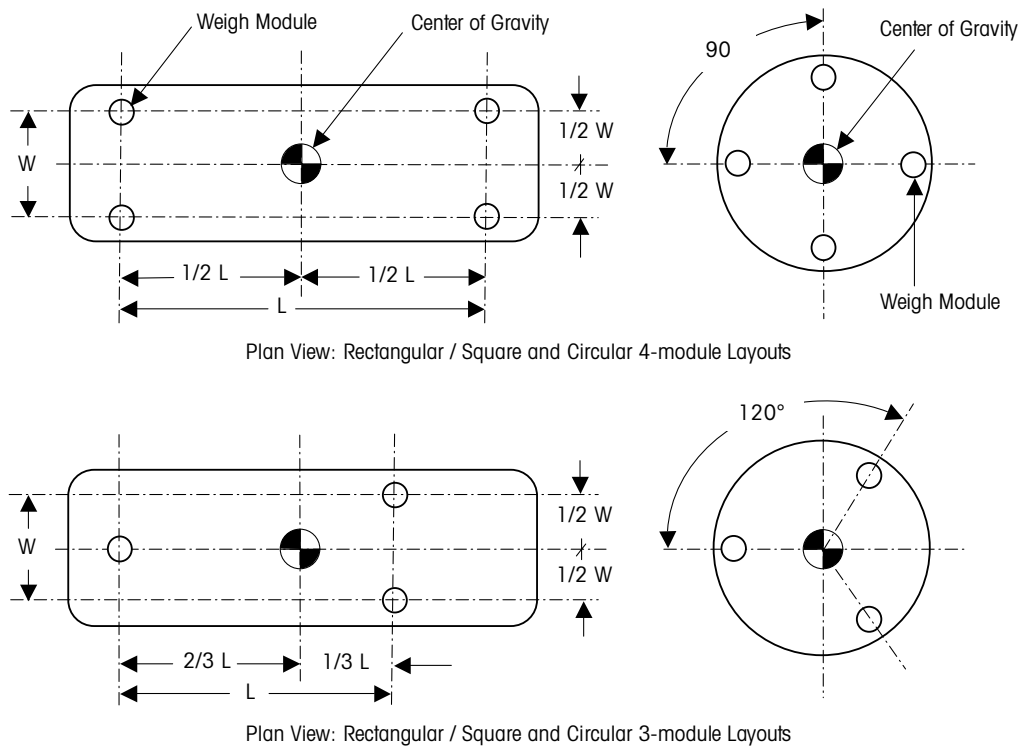 Weigh Module
Center of Gravity
W
1/2 W
1/2 W
1/2 L
1/2 L
L
90
Center of Gravity
Weigh Module
Plan View: Rectangular / Square and Circular 4-module Layouts
W
1/2 W
1/2 W
2/3 L
1/3 L
L
120°
Plan View: Rectangular / Square and Circular 3-module Layouts